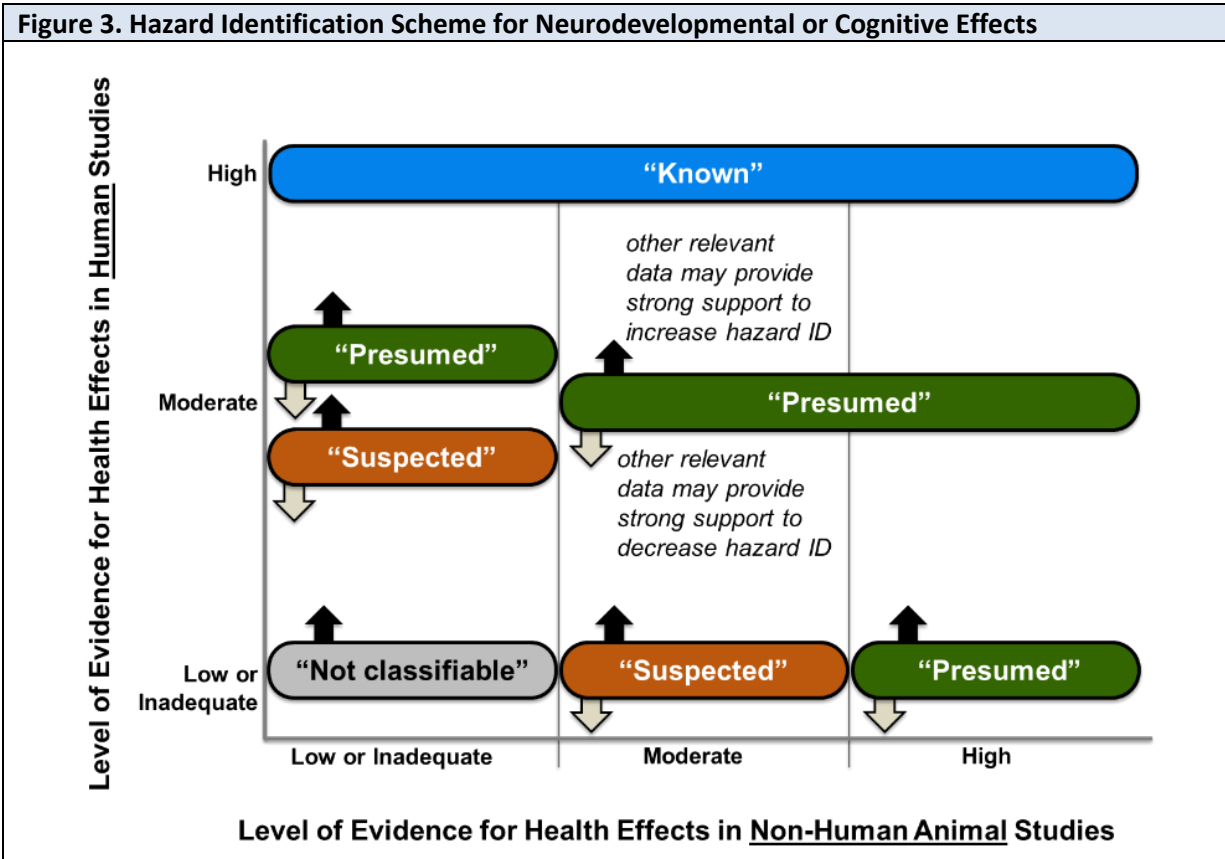 Figure 3. Hazard Identification Scheme for Neurodevelopmental or Cognitive Effects
Level of Evidence for Health Effects in Human Studies
High
“Known”
other relevant
data may provide
strong support to
increase hazard ID
“Presumed”
Moderate
“Presumed”
“Suspected”
other relevant
data may provide
strong support to
decrease hazard ID
Low or
Inadequate
“Not classifiable”
“Suspected”
“Presumed”
Low or Inadequate
Moderate
High
Level of Evidence for Health Effects in Non-Human Animal Studies